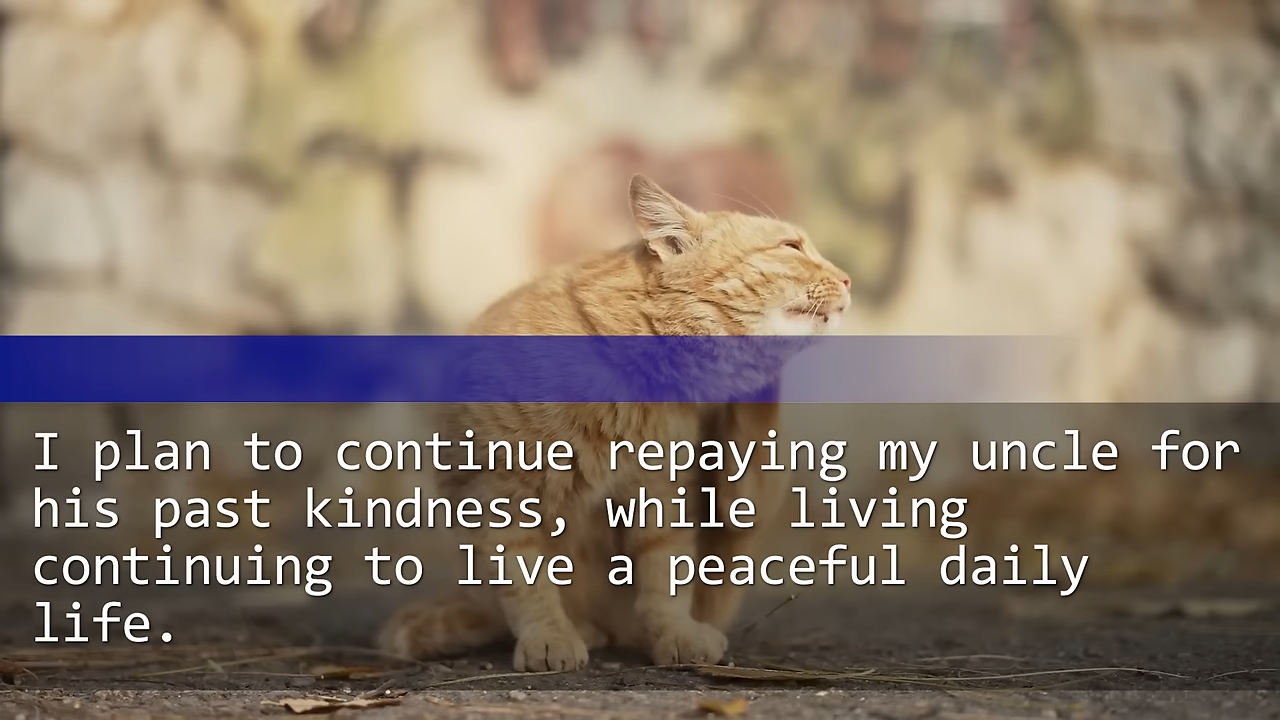 I plan to continue repaying my uncle for
his past kindness, while living
continuing to live a peaceful daily
life.